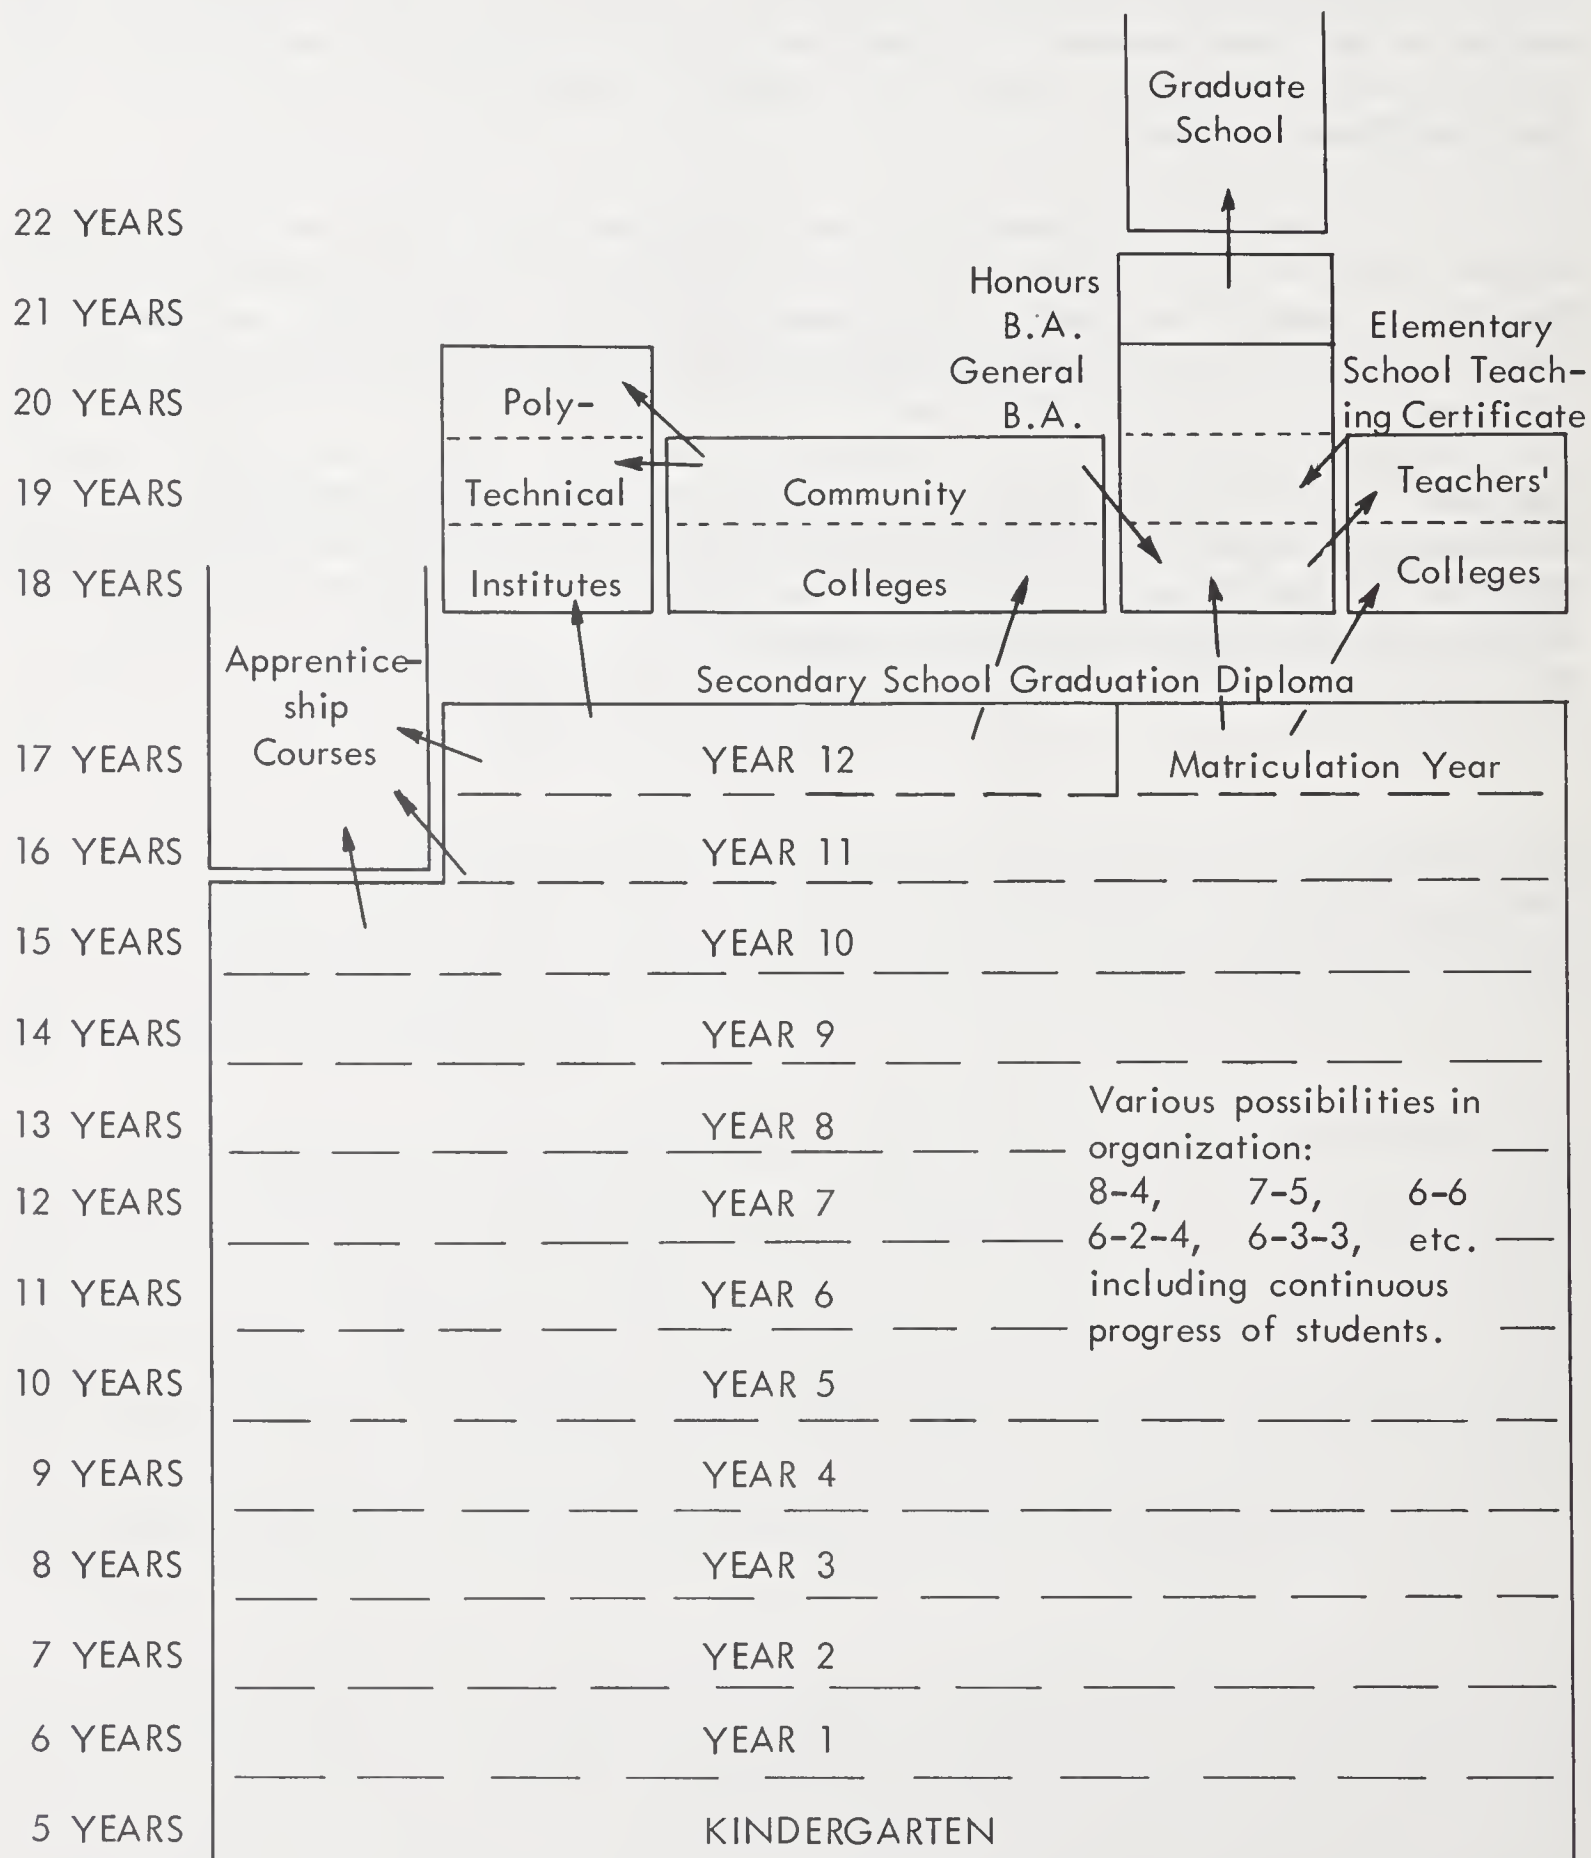 Graduate
School
22 YEARS
Honours
B.A.
21 YEARS
General
B.A.
Elementary
School Teach-
ing Certificate
20 YEARS
Poly-
19 YEARS
Technical
Community
Teachers'
18 YEARS
Institutes
Colleges
Colleges
Apprentice-
ship
Courses
Secondary School Graduation Diploma
17 YEARS
YEAR 12
Matriculation Year
16 YEARS
YEAR 11
15 YEARS
YEAR 10
14 YEARS
YEAR 9
13 YEARS
YEAR 8
Various possibilities in
organization:
8-4, 7-5, 6-6
6-2-4, 6-3-3, etc.
including continuous
progress of students.
12 YEARS
YEAR 7
11 YEARS
YEAR 6
10 YEARS
YEAR 5
9 YEARS
YEAR 4
8 YEARS
YEAR 3
7 YEARS
YEAR 2
6 YEARS
YEAR 1
5 YEARS
KINDERGARTEN